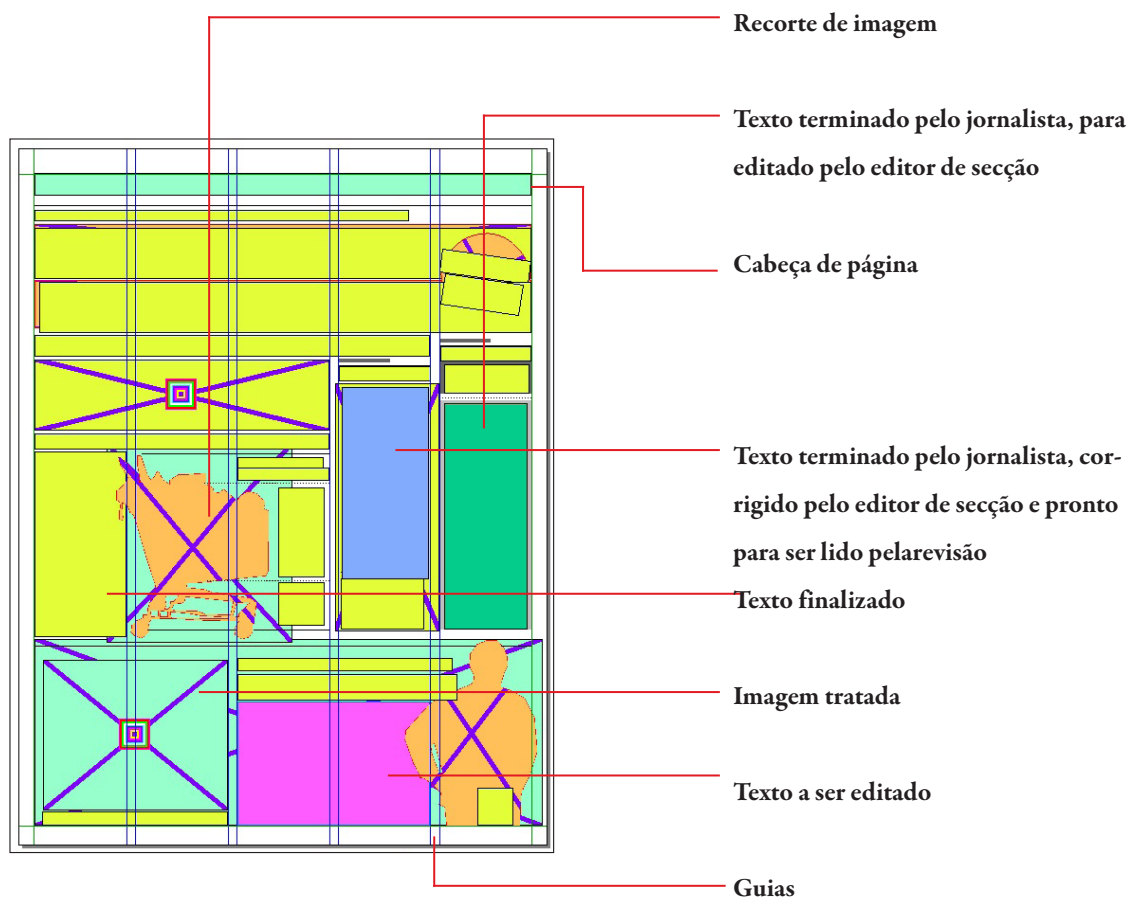 Recorte de imagem
Texto terminado pelo jornalista, para
editado pelo editor de secção
Cabeça de página
Texto terminado pelo jornalista, cor-
rigido pelo editor de secção e pronto
para ser lido pelarevisão
Texto finalizado
Imagem tratada
Texto a ser editado
Guias